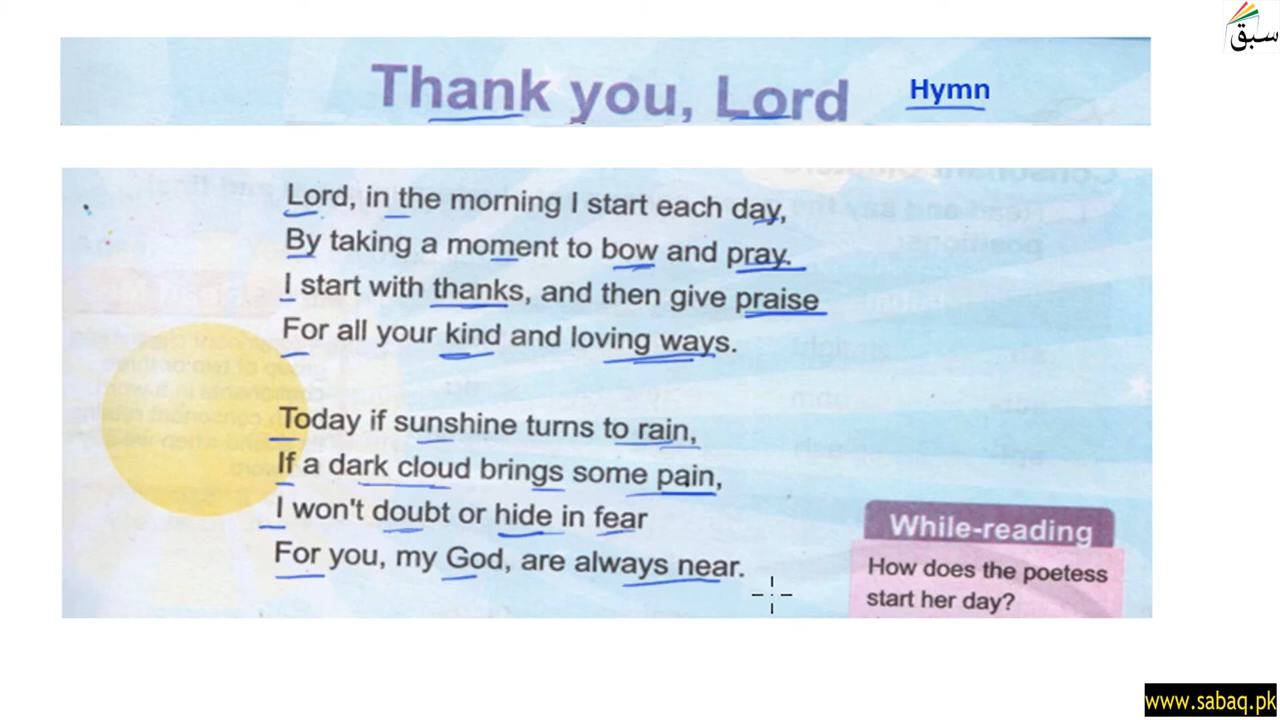 سبق
Thank you, Lord
Hymn
Lord, in the morning I start each day,
By taking a moment to bow and pray.
I start with thanks, and then give praise
For all your kind and loving ways.
Today if sunshine turns to rain,
If a dark cloud brings some pain,
I won't doubt or hide in fear
For you, my God, are always near.
While-reading
How does the poetess
start her day?
www.sabaq.pk